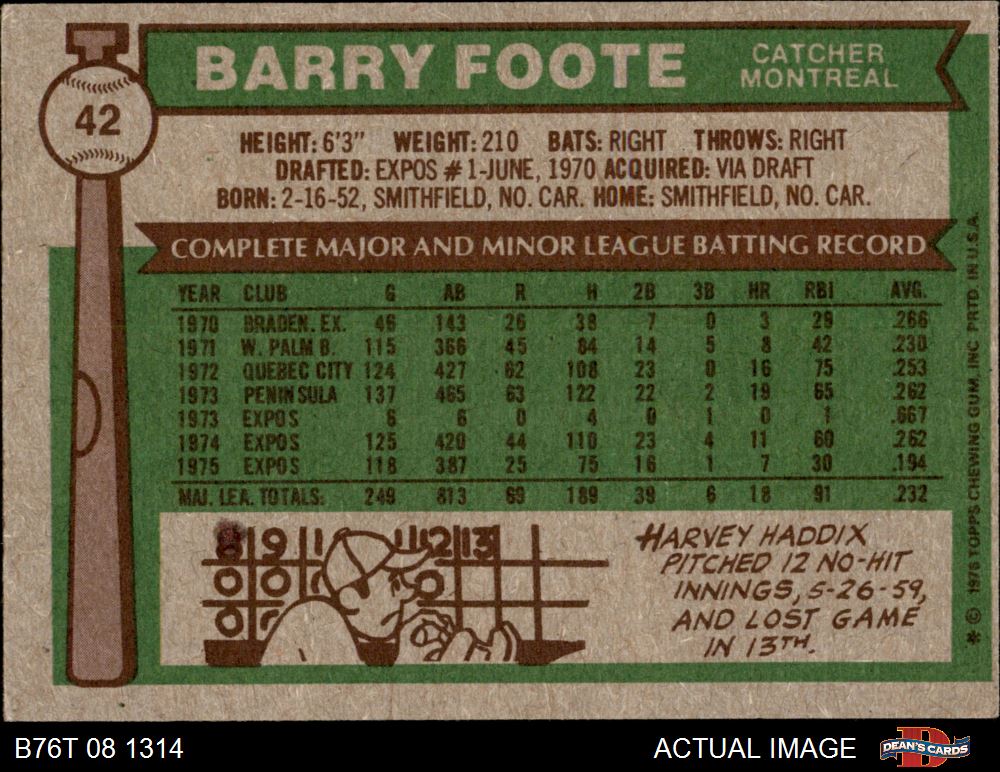 BARRY FOOTE
CATCHER
MONTREAL
42
HEIGHT: 6'3" WEIGHT: 210 BATS: RIGHT THROWS: RIGHT
DRAFTED: EXPOS #1-JUNE, 1970 ACQUIRED: VIA DRAFT
BORN: 2-16-52, SMITHFIELD, NO. CAR. HOME: SMITHFIELD, NO. CAR.
COMPLETE MAJOR AND MINOR LEAGUE BATTING RECORD
YEAR CLUB G AB R H 2B 3B HR RBI AVG.
1970 BRADEN. EX. 46 143 26 38 7 0 3 29 .266
1971 W. PALM B. 115 366 45 84 14 5 8 42 .230
1972 QUEBEC CITY 124 427 62 108 23 0 16 75 .253
1973 PENINSULA 137 465 63 122 22 2 19 65 .262
1973 EXPOS 6 6 0 4 0 1 0 1 .667
1974 EXPOS 125 420 44 110 23 4 11 60 .262
1975 EXPOS 118 387 25 75 16 1 7 30 .194
MAJ. LEA. TOTALS: 249 813 69 189 39 6 18 91 .232
8 9 1 11 12 13
0 0 0
0 0
HARVEY HADDIX
PITCHED 12 NO-HIT
INNINGS, 5-26-59,
AND LOST GAME
IN 13TH.
* © 1976 TOPPS CHEWING GUM, INC PRTD. IN U.S.A.
B76T 08 1314 ACTUAL IMAGE DEAN'S CARDS